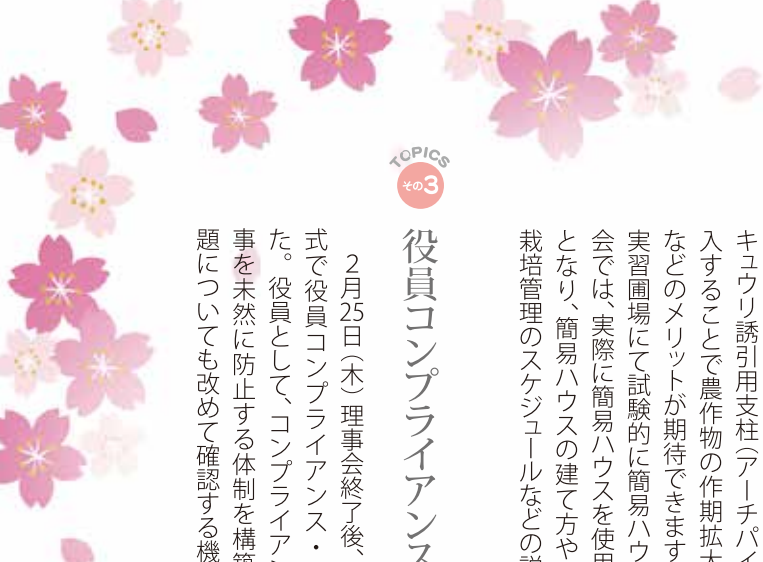 キュウリ誘引用支柱（アーチパイ
入することで農作物の作期拡大
などのメリットが期待できます
実習圃場にて試験的に簡易ハウ
会では、実際に簡易ハウスを使用
となり、簡易ハウスの建て方や
栽培管理のスケジュールなどの説
TOPICS
その3
役員コンプライアンス
2月25日（木）理事会終了後、
式で役員コンプライアンス・
た。役員として、コンプライアン
事を未然に防止する体制を構築
題についても改めて確認する機